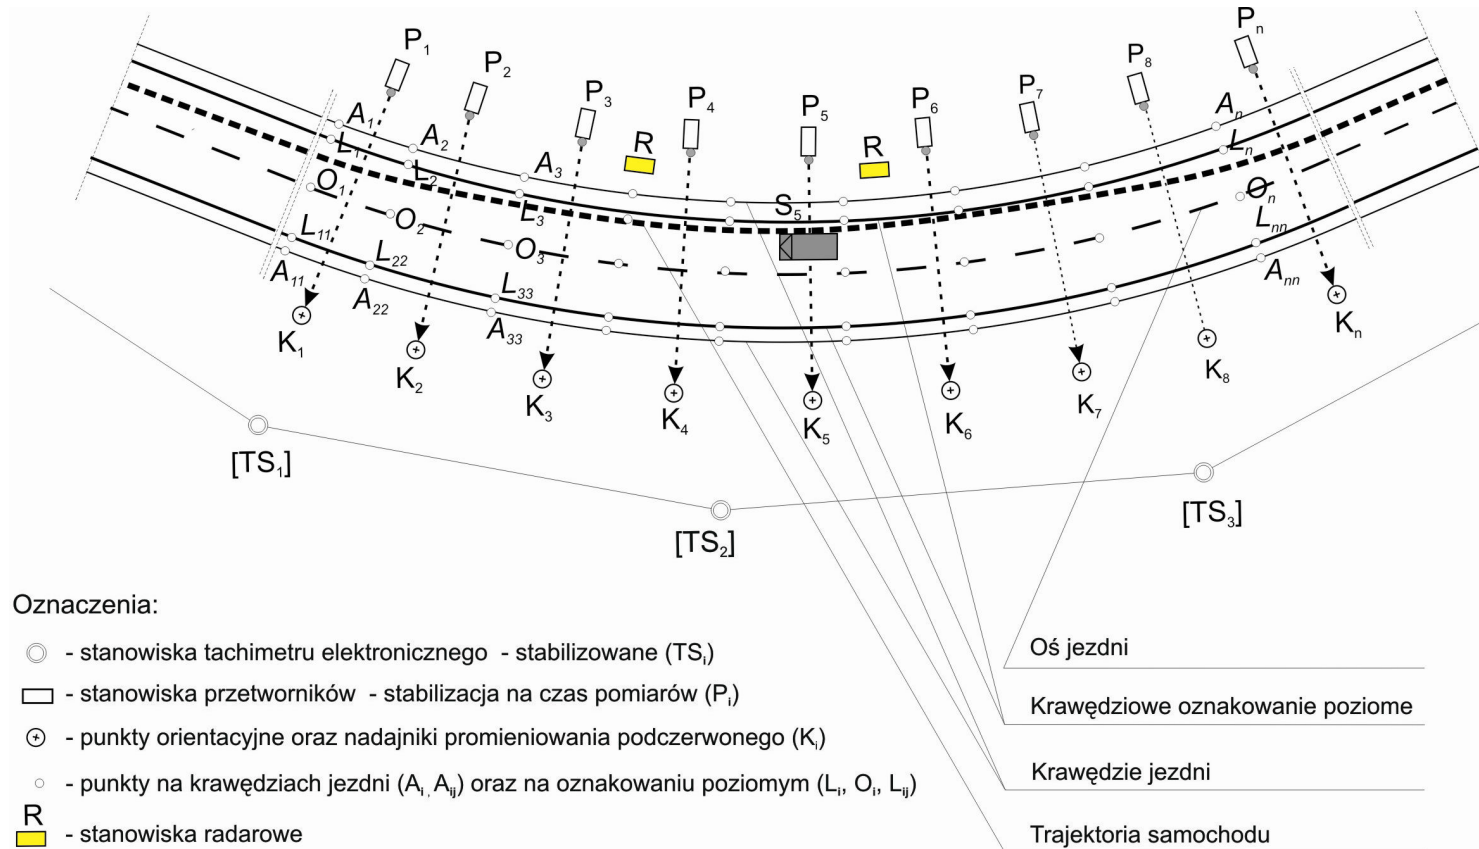 P₁
P₂
P₃
P₄
P₅
P₆
P₇
P₈
Pₙ
R
R
A₁
A₂
A₃
Aₙ
L₁
L₂
L₃
Lₙ
S₅
O₁
O₂
O₃
Oₙ
L₁₁
L₂₂
L₃₃
Lₙₙ
A₁₁
A₂₂
A₃₃
Aₙₙ
K₁
K₂
K₃
K₄
K₅
K₆
K₇
K₈
Kₙ
[TS₁]
[TS₂]
[TS₃]
Oznaczenia:
- stanowiska tachimetru elektronicznego - stabilizowane (TSᵢ)
- stanowiska przetworników - stabilizacja na czas pomiarów (Pᵢ)
- punkty orientacyjne oraz nadajniki promieniowania podczerwonego (Kᵢ)
- punkty na krawędziach jezdni (Aᵢ, Aᵢⱼ) oraz na oznakowaniu poziomym (Lᵢ, Oᵢ, Lᵢⱼ)
R
- stanowiska radarowe
Oś jezdni
Krawędziowe oznakowanie poziome
Krawędzie jezdni
Trajektoria samochodu